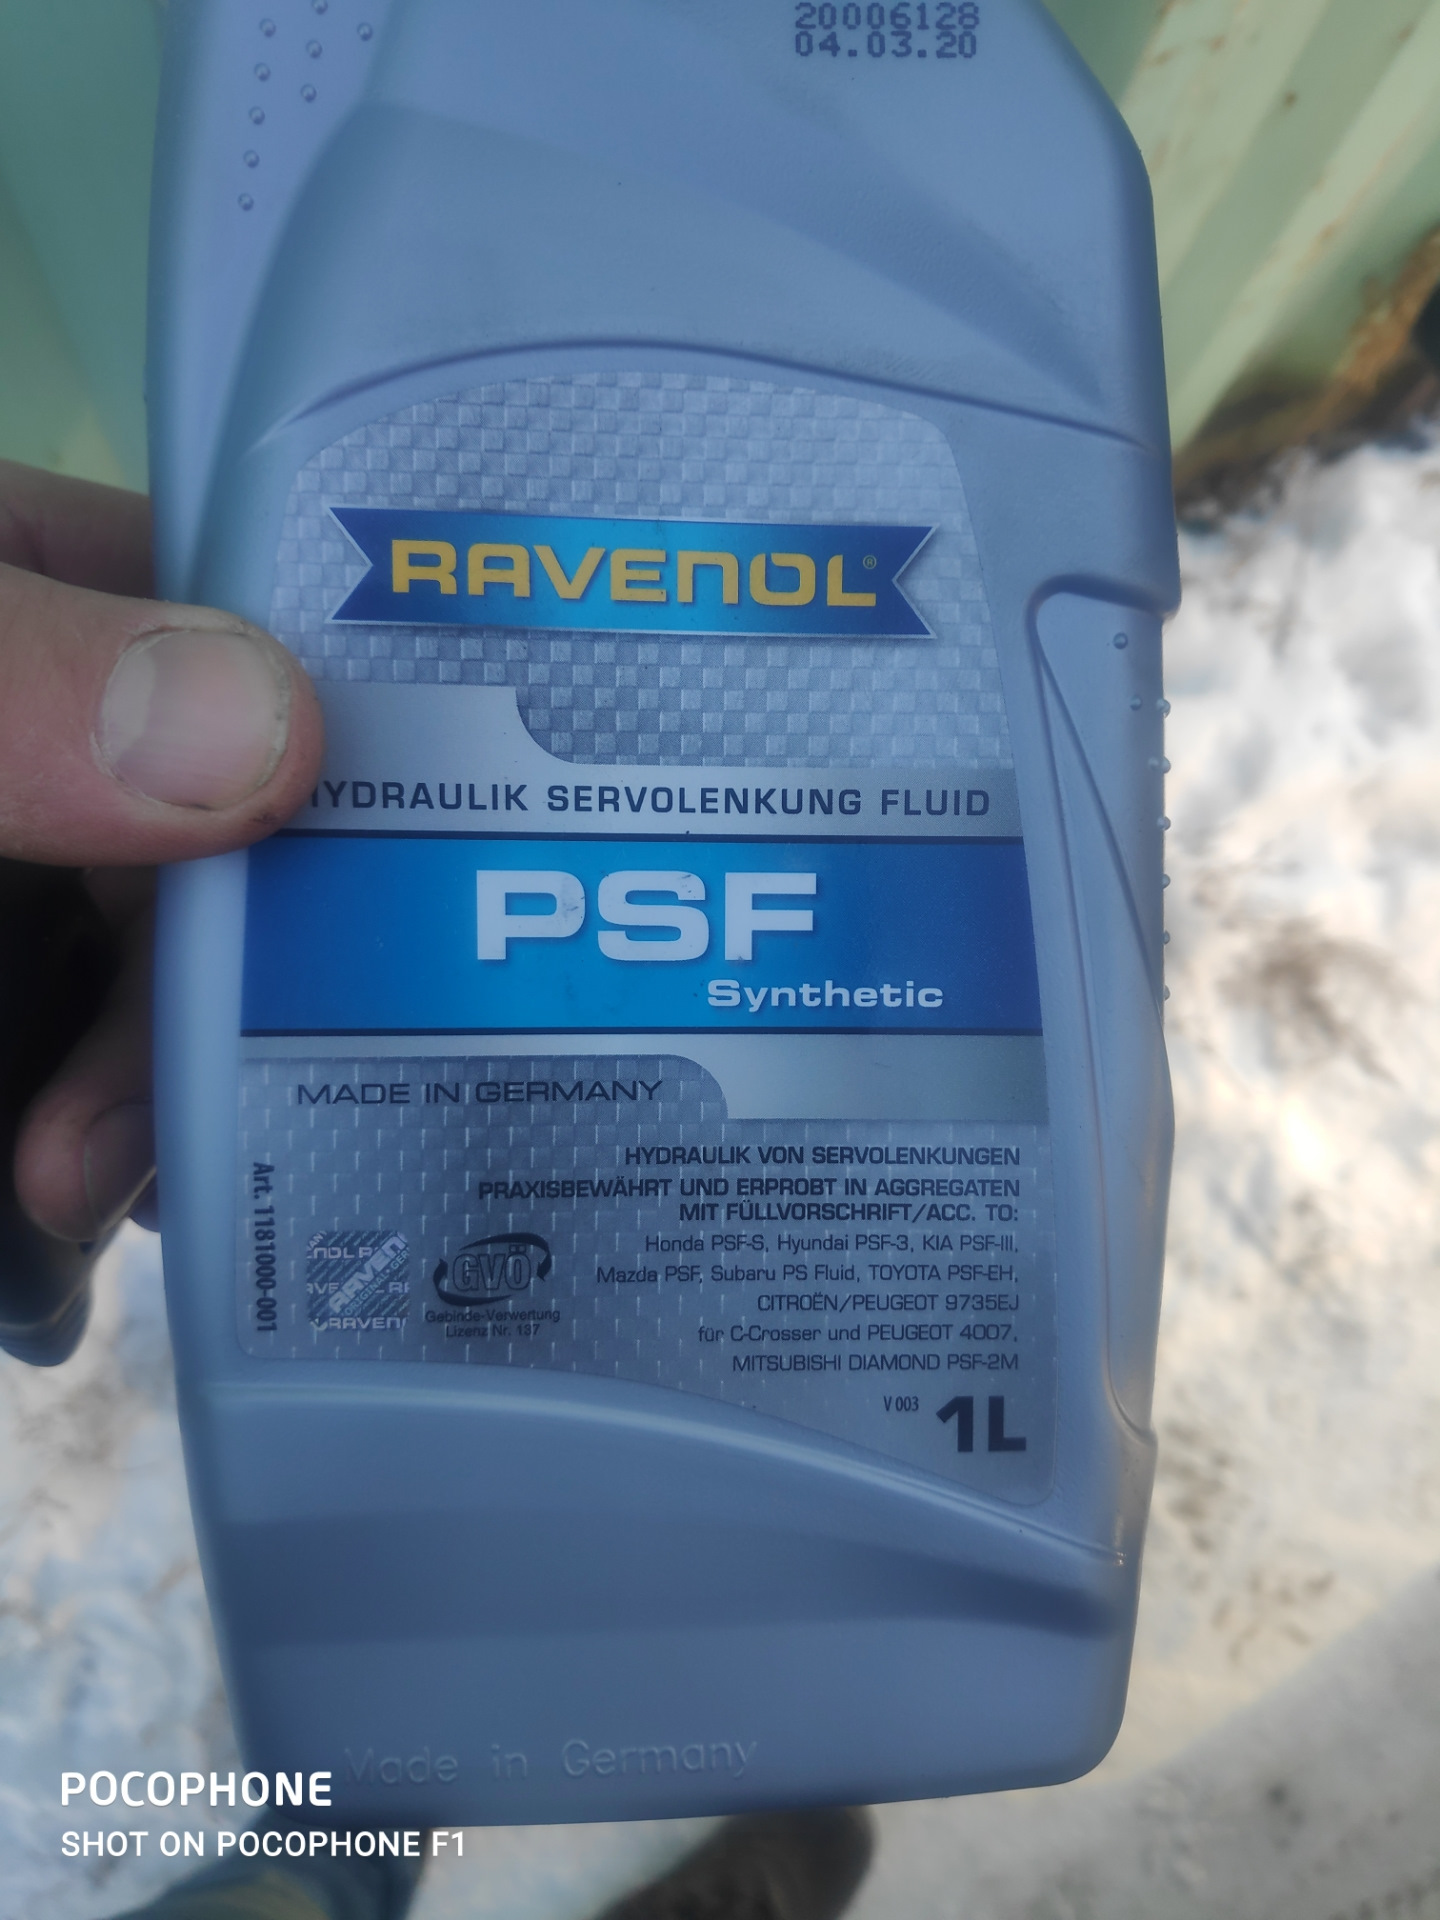 20006128
04.03.20
RAVENOL®
HYDRAULIK SERVOLENKUNG FLUID
PSF
Synthetic
MADE IN GERMANY
HYDRAULIK VON SERVOLENKUNGEN
PRAXISBEWÄHRT UND ERPROBT IN AGGREGATEN
MIT FÜLLVORSCHRIFT/ACC. TO:
Honda PSF-S, Hyundai PSF-3, KIA PSF-III,
Mazda PSF, Subaru PS Fluid, TOYOTA PSF-EH,
CITROËN/PEUGEOT 9735EJ
für C-Crosser und PEUGEOT 4007,
MITSUBISHI DIAMOND PSF-2M
V 003
1L
Art. 1181000-001
GVÖ
Gebinde-Verwertung
Lizenz Nr. 137
Made in Germany
POCOPHONE
SHOT ON POCOPHONE F1